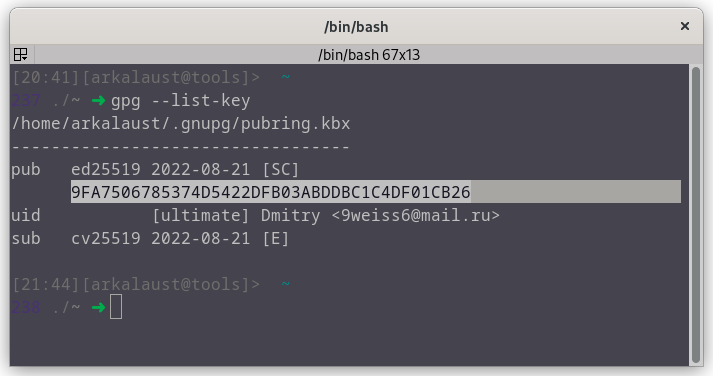 /bin/bash
/bin/bash 67x13
[20:41][arkalaust@tools]> ~
237 ./~ ➜ gpg --list-key
/home/arkalaust/.gnupg/pubring.kbx
----------------------------------
pub   ed25519 2022-08-21 [SC]
      9FA7506785374D5422DFB03ABDDBC1C4DF01CB26
uid           [ultimate] Dmitry <9weiss6@mail.ru>
sub   cv25519 2022-08-21 [E]
[21:44][arkalaust@tools]> ~
238 ./~ ➜